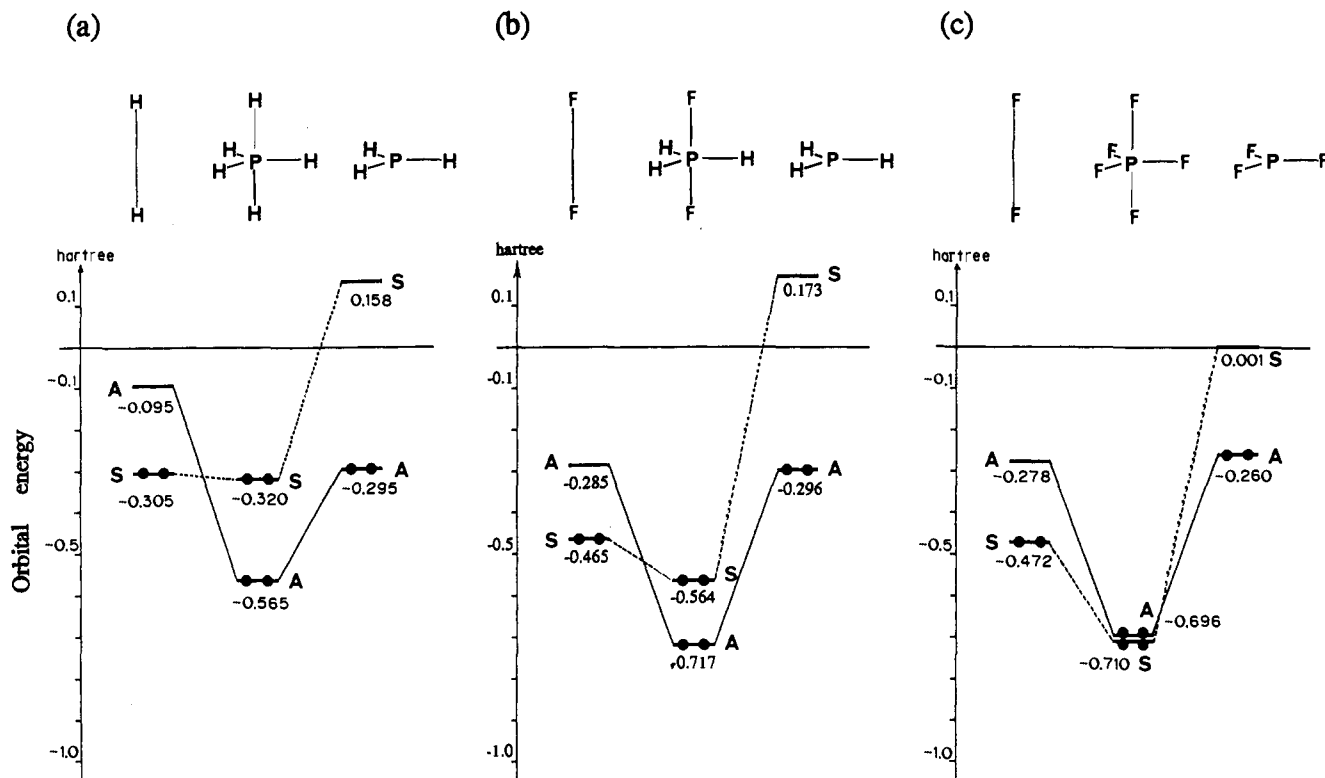 (a)
H
H
H
H
H
P
H
H
H
H
P
H
hartree
0.1
-0.1
-0.5
-1.0
Orbital energy
A
-0.095
S
-0.305
S
-0.320
A
-0.565
S
0.158
A
-0.295
(b)
F
F
F
H
H
P
H
F
H
H
P
H
hartree
0.1
-0.1
-0.5
-1.0
A
-0.285
S
-0.465
S
-0.564
A
-0.717
S
0.173
A
-0.296
(c)
F
F
F
F
F
P
F
F
F
F
P
F
hartree
0.1
-0.1
-0.5
-1.0
A
-0.278
S
-0.472
A
-0.696
-0.710
S
0.001
S
A
-0.260